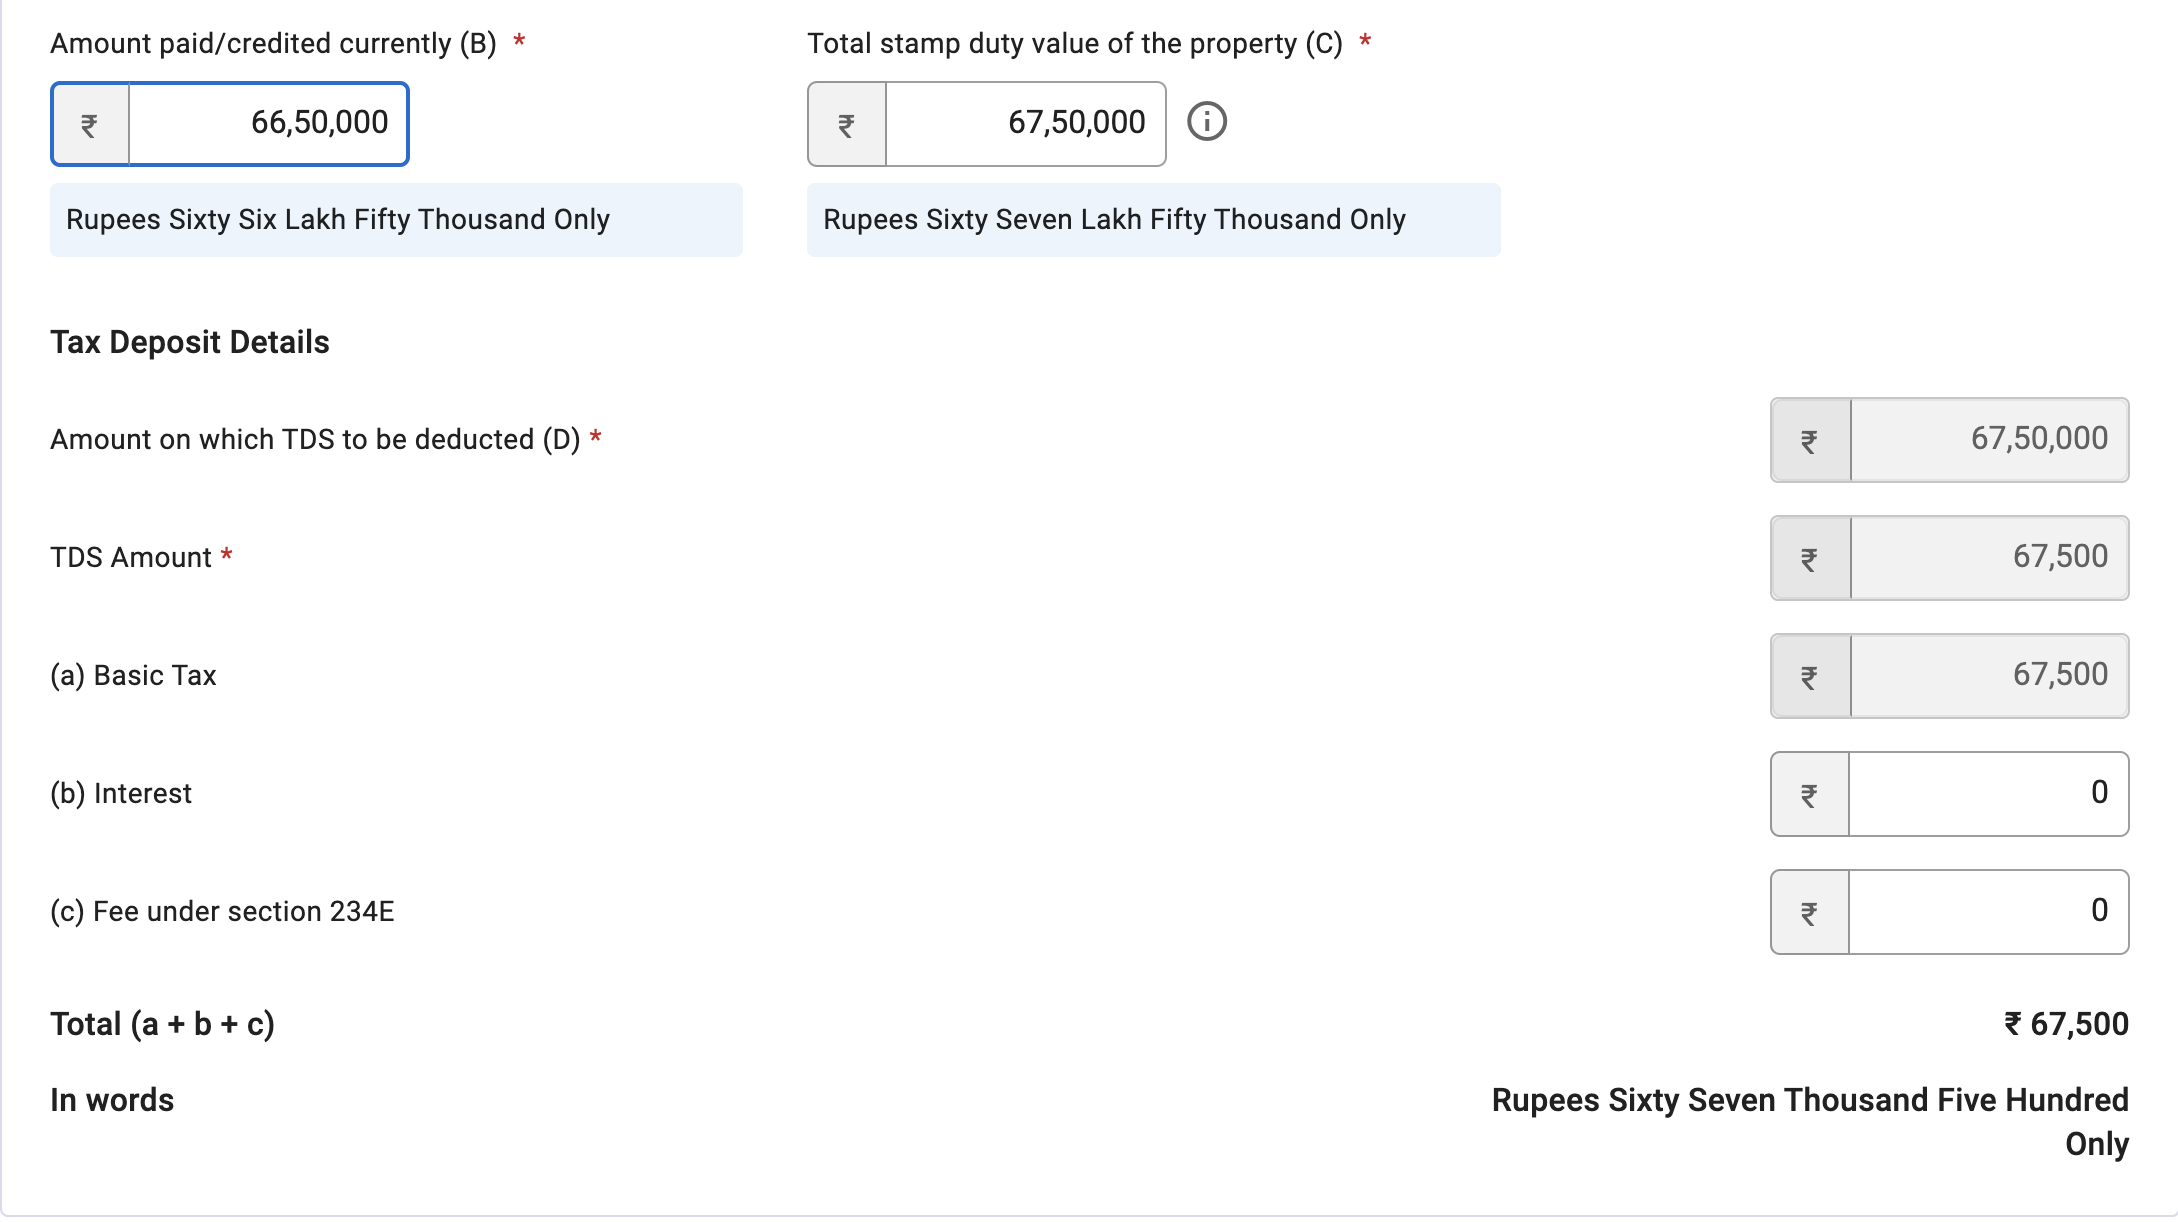 Amount paid/credited currently (B) *
Total stamp duty value of the property (C) *
₹ 66,50,000
₹ 67,50,000
Rupees Sixty Six Lakh Fifty Thousand Only
Rupees Sixty Seven Lakh Fifty Thousand Only
Tax Deposit Details
Amount on which TDS to be deducted (D) *
₹ 67,50,000
TDS Amount *
₹ 67,500
(a) Basic Tax
₹ 67,500
(b) Interest
₹ 0
(c) Fee under section 234E
₹ 0
Total (a + b + c)
₹ 67,500
In words
Rupees Sixty Seven Thousand Five Hundred
Only